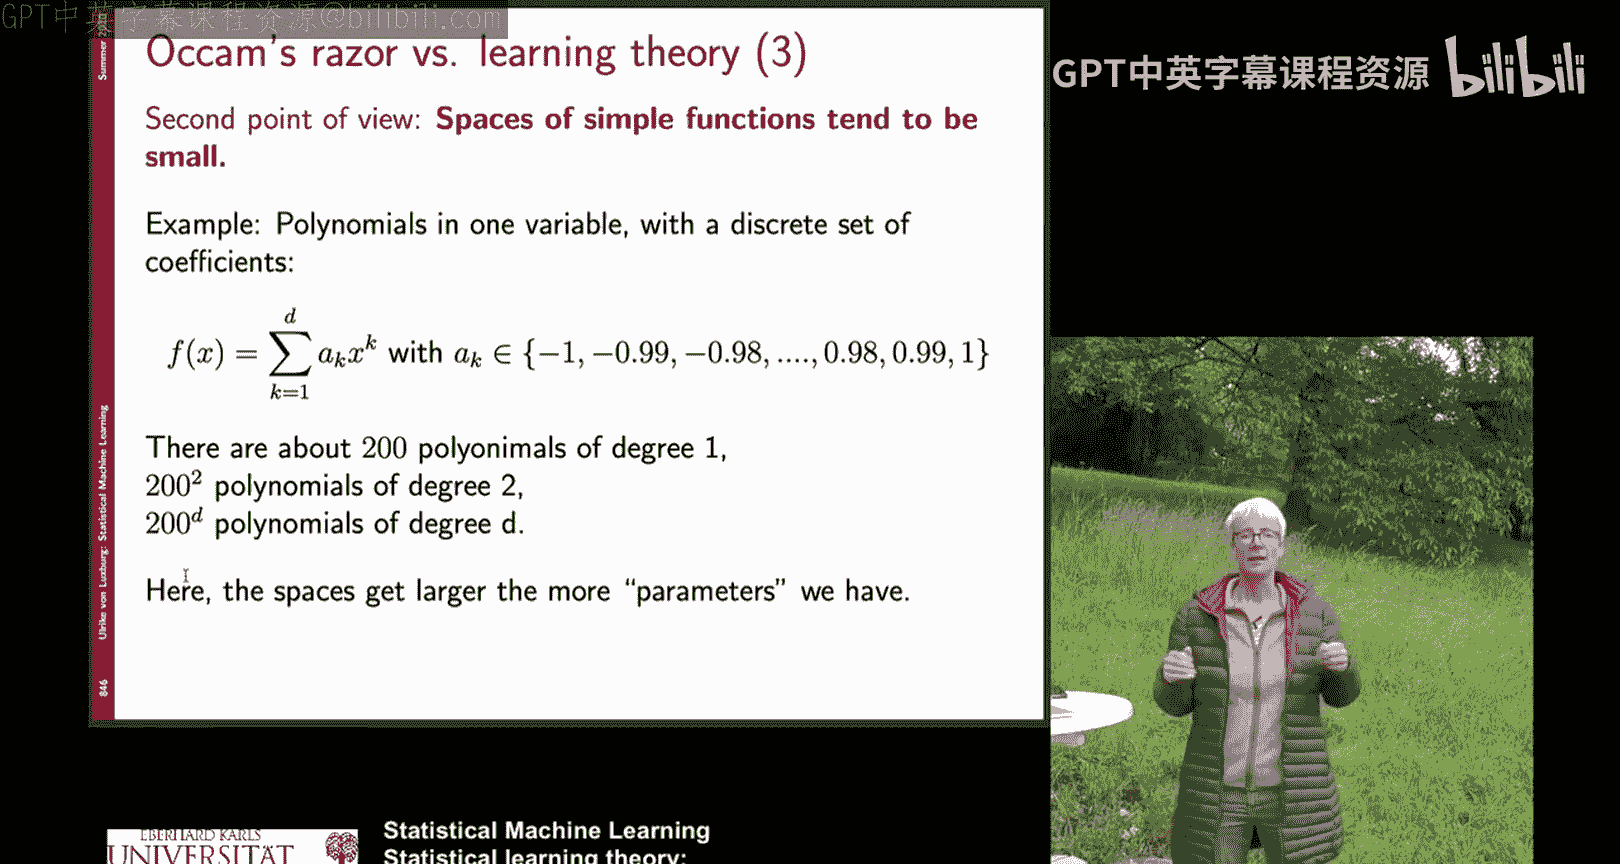 GPT中英字幕课程资源@bilibili.com
GPT中英字幕课程资源 bilibili
Summer
Occam's razor vs. learning theory (3)
Second point of view: Spaces of simple functions tend to be
small.
Example: Polynomials in one variable, with a discrete set of
coefficients:
f(x) = \sum_{k=1}^{d} a_k x^k with a_k ∈ {−1, −0.99, −0.98, ...., 0.98, 0.99, 1}
There are about 200 polyonimals of degree 1,
200² polynomials of degree 2,
200^d polynomials of degree d.
Here, the spaces get larger the more “parameters” we have.
Ulrike von Luxburg: Statistical Machine Learning
846
EBERHARD KARLS
UNIVERSITÄT
Statistical Machine Learning
Statistical learning theory: